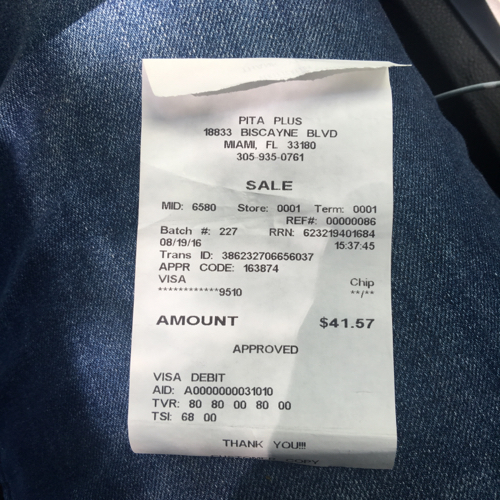 PITA PLUS
18833 BISCAYNE BLVD
MIAMI, FL 33180
305-935-0761
SALE
MID: 6580 Store: 0001 Term: 0001
REF#: 00000086
Batch #: 227 RRN: 623219401684
08/19/16 15:37:45
Trans ID: 386232706656037
APPR CODE: 163874
VISA Chip
************9510 **/**
AMOUNT $41.57
APPROVED
VISA DEBIT
AID: A0000000031010
TVR: 80 80 00 80 00
TSI: 68 00
THANK YOU!!!
COPY